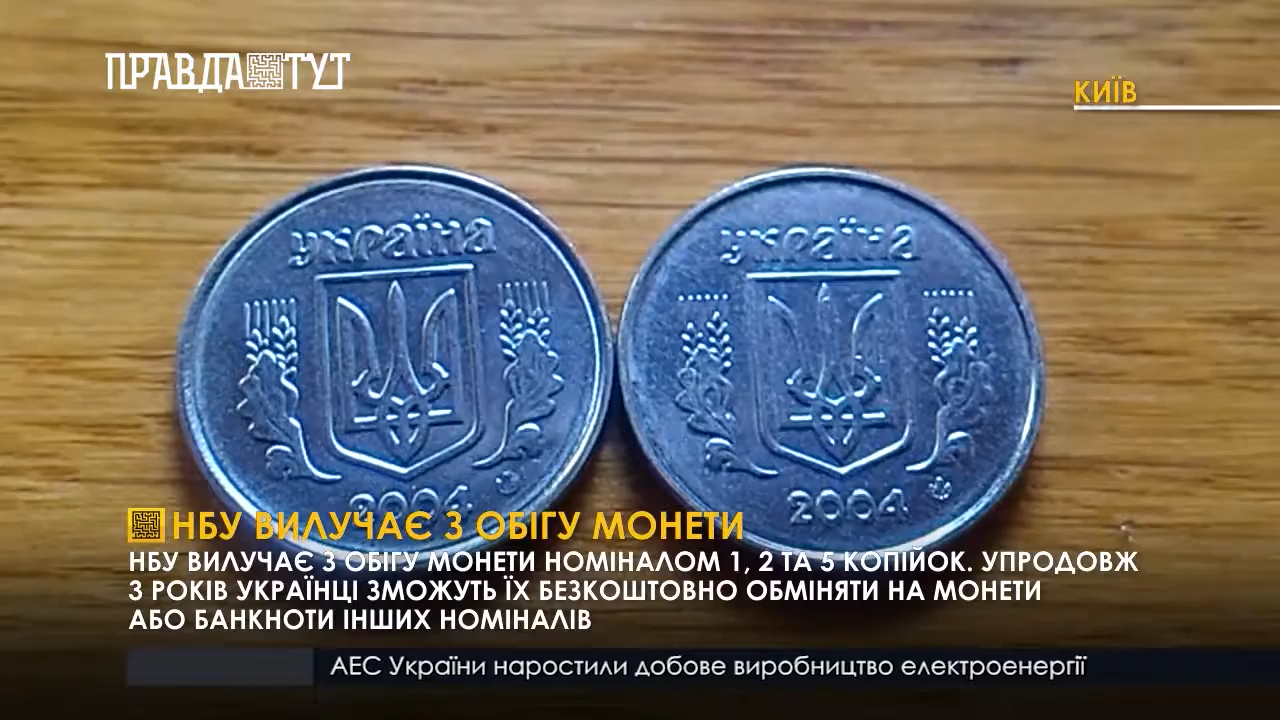 ПРАВДА ТУТ
КИЇВ
Україна
Україна
2004
2004
НБУ ВИЛУЧАЄ З ОБІГУ МОНЕТИ
НБУ ВИЛУЧАЄ З ОБІГУ МОНЕТИ НОМІНАЛОМ 1, 2 ТА 5 КОПІЙОК. УПРОДОВЖ
3 РОКІВ УКРАЇНЦІ ЗМОЖУТЬ ЇХ БЕЗКОШТОВНО ОБМІНЯТИ НА МОНЕТИ
АБО БАНКНОТИ ІНШИХ НОМІНАЛІВ
АЕС України наростили добове виробництво електроенергії